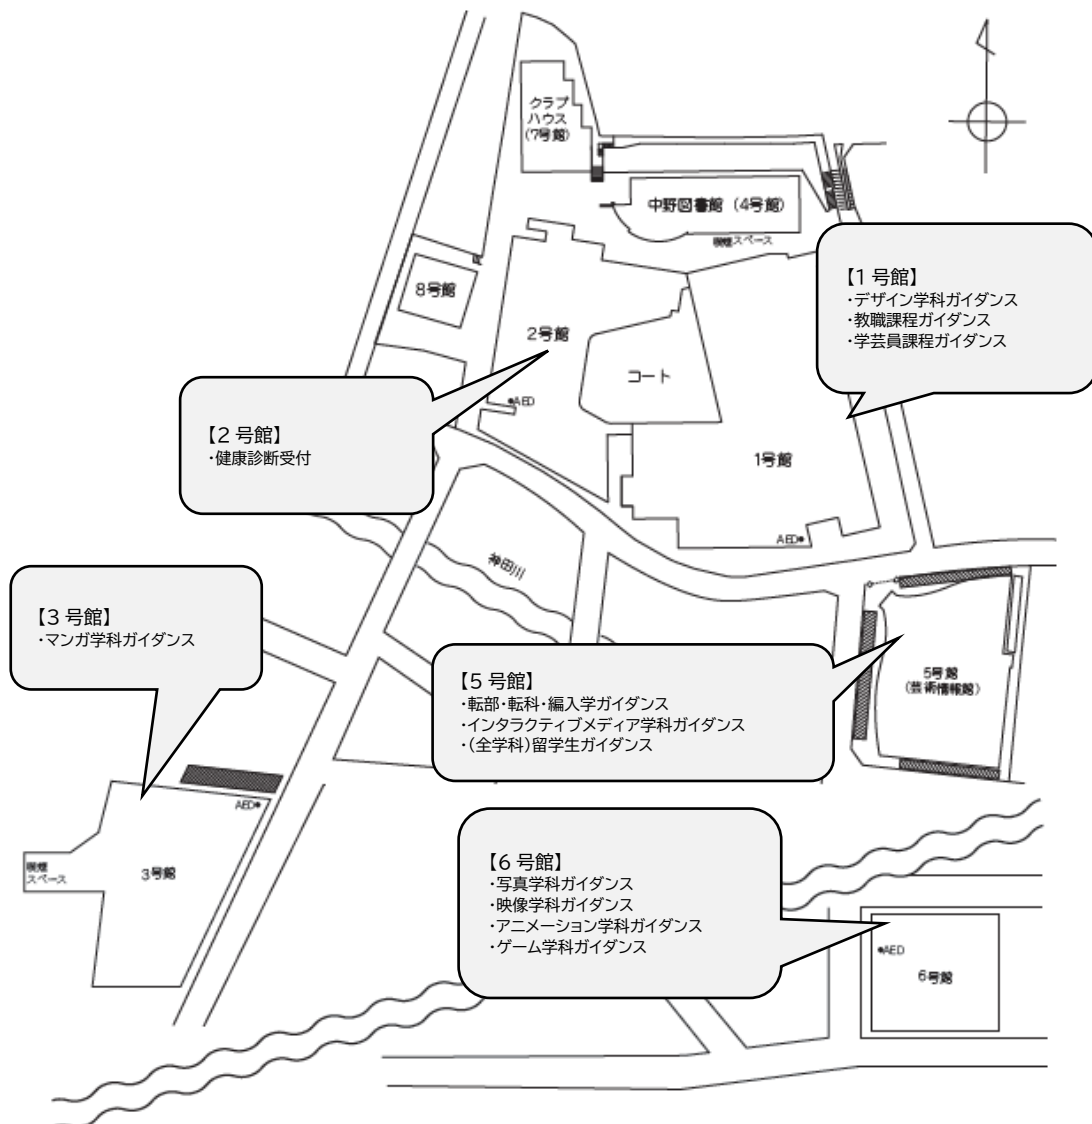 クラブ
ハウス
(7号館)
中野図書館 (4号館)
喫煙スペース
【1 号館】
・デザイン学科ガイダンス
・教職課程ガイダンス
・学芸員課程ガイダンス
8号館
2号館
コート
AED
【2 号館】
・健康診断受付
1号館
AED
神田川
【3 号館】
・マンガ学科ガイダンス
【5 号館】
・転部・転科・編入学ガイダンス
・インタラクティブメディア学科ガイダンス
・(全学科)留学生ガイダンス
5号館
(芸術情報館)
AED
喫煙
スペース
3号館
【6 号館】
・写真学科ガイダンス
・映像学科ガイダンス
・アニメーション学科ガイダンス
・ゲーム学科ガイダンス
AED
6号館